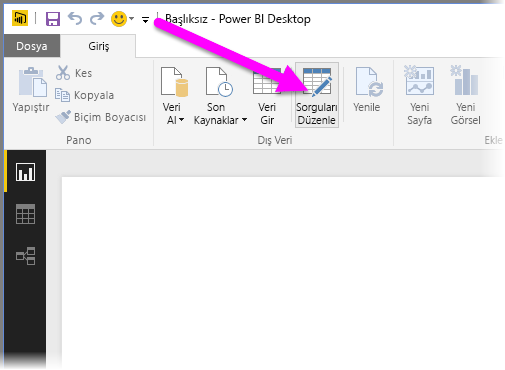 Başlıksız - Power BI Desktop
Dosya
Giriş
Yapıştır
Kes
Kopyala
Biçim Boyacısı
Pano
Veri
Al
Son
Kaynaklar
Veri
Gir
Sorguları
Düzenle
Yenile
Dış Veri
Yeni
Sayfa
Yeni
Görsel
Ekle